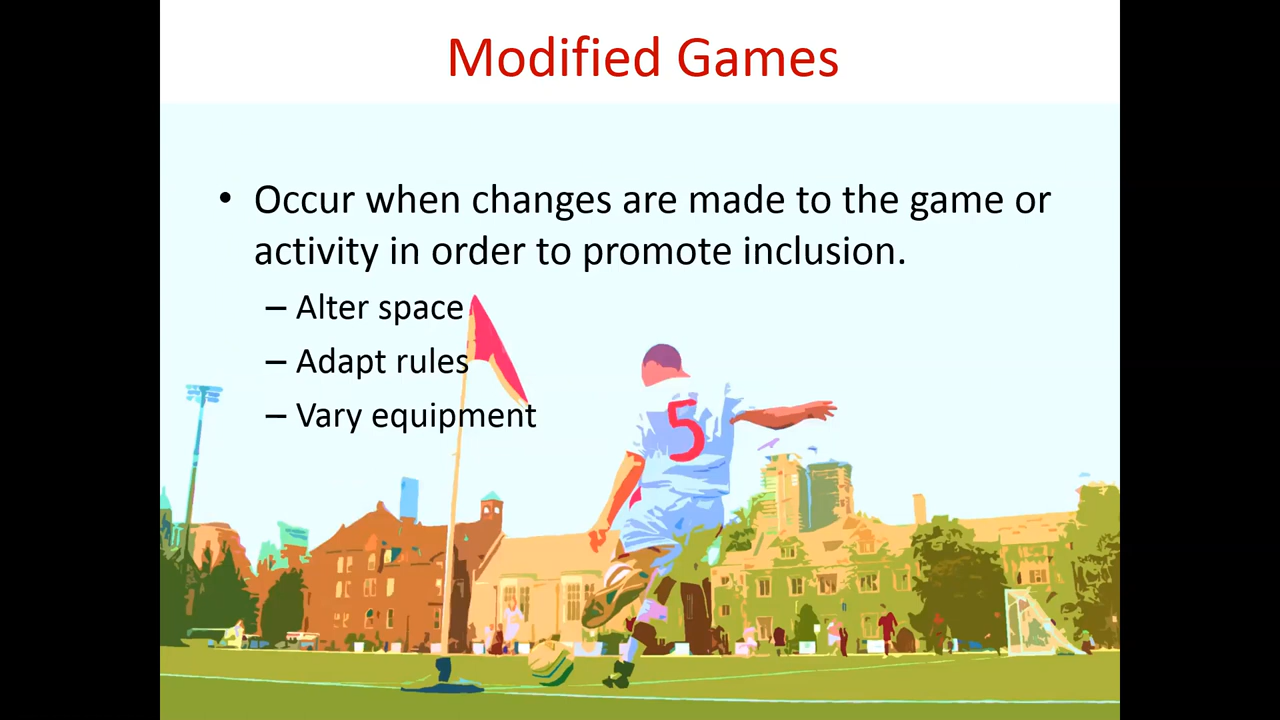 Modified Games
• Occur when changes are made to the game or
activity in order to promote inclusion.
– Alter space
– Adapt rules
– Vary equipment
5